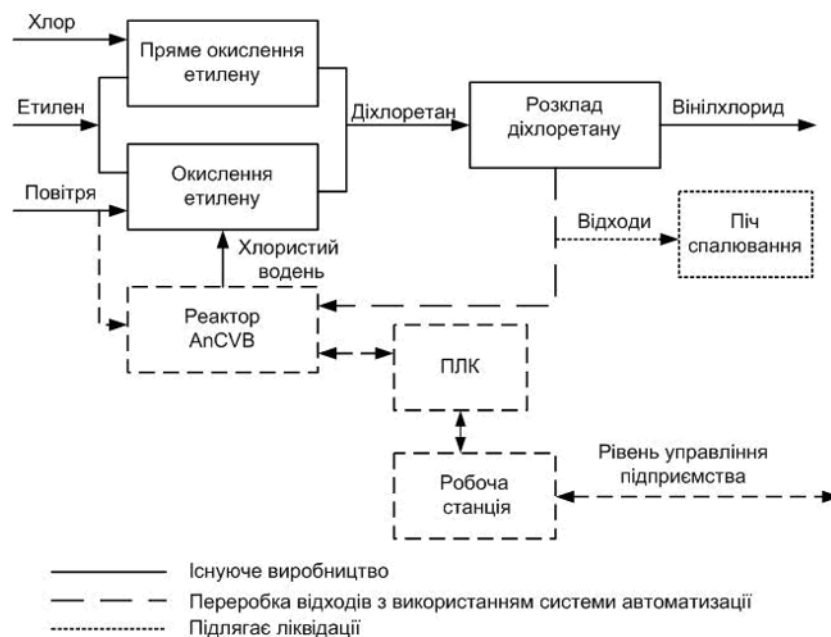 Хлор
Пряме окислення
етилену
Етилен
Діхлоретан
Розклад
діхлоретану
Вінілхлорид
Повітря
Окислення
етилену
Відходи
Піч
спалювання
Хлористий
водень
Реактор
AnCVB
ПЛК
Робоча
станція
Рівень управління
підприємства
Існуюче виробництво
Переробка відходів з використанням системи автоматизації
Підлягає ліквідації